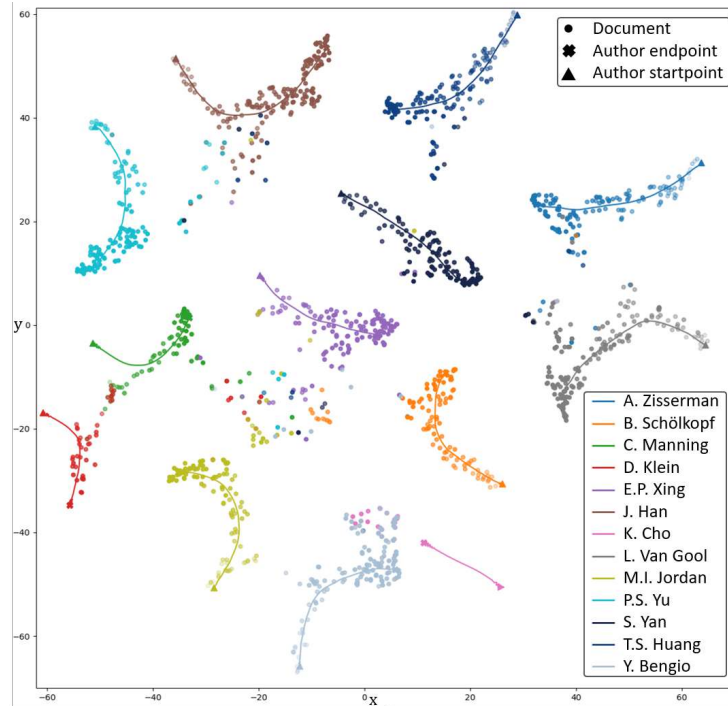 Document
Author endpoint
Author startpoint
60
40
20
0
−20
−40
−60
y
−60
−40
−20
0
20
40
60
x
A. Zisserman
B. Schölkopf
C. Manning
D. Klein
E.P. Xing
J. Han
K. Cho
L. Van Gool
M.I. Jordan
P.S. Yu
S. Yan
T.S. Huang
Y. Bengio